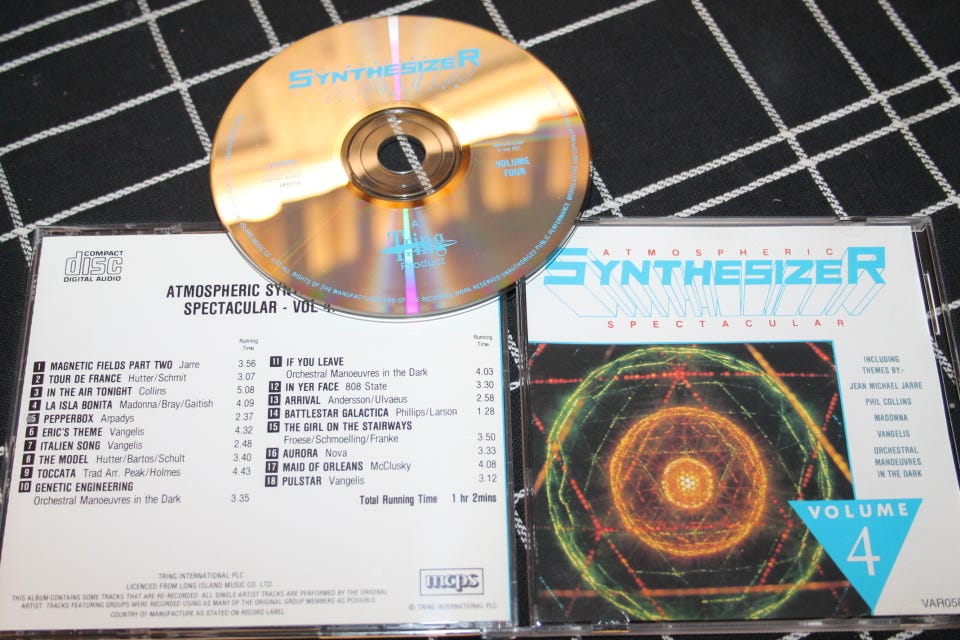 SYNTHESIZER
VOLUME
FOUR
A
Tring
Product
COMPACT
disc
DIGITAL AUDIO
ATMOSPHERIC SYN
SPECTACULAR - VOL 4.
Running
Time
1 MAGNETIC FIELDS PART TWO Jarre 3.56
2 TOUR DE FRANCE Hutter/Schmit 3.07
3 IN THE AIR TONIGHT Collins 5.08
4 LA ISLA BONITA Madonna/Bray/Gaitish 4.09
5 PEPPERBOX Arpadys 2.37
6 ERIC'S THEME Vangelis 4.32
7 ITALIEN SONG Vangelis 2.48
8 THE MODEL Hutter/Bartos/Schult 3.40
9 TOCCATA Trad Arr. Peak/Holmes 4.43
10 GENETIC ENGINEERING
Orchestral Manoeuvres in the Dark 3.35
Running
Time
11 IF YOU LEAVE
Orchestral Manoeuvres in the Dark 4.03
12 IN YER FACE 808 State 3.30
13 ARRIVAL Andersson/Ulvaeus 2.58
14 BATTLESTAR GALACTICA Phillips/Larson 1.28
15 THE GIRL ON THE STAIRWAYS
Froese/Schmoelling/Franke 3.50
16 AURORA Nova 3.33
17 MAID OF ORLEANS McClusky 4.08
18 PULSTAR Vangelis 3.12
Total Running Time 1 hr 2mins
TRING INTERNATIONAL PLC
LICENCED FROM LONG ISLAND MUSIC CO. LTD.
THIS ALBUM CONTAINS SOME TRACKS THAT ARE RE-RECORDED. ALL SINGLE ARTIST TRACKS ARE PERFORMED BY THE ORIGINAL
ARTIST. TRACKS FEATURING GROUPS WERE RECORDED USING AS MANY OF THE ORIGINAL GROUP MEMBERS AS POSSIBLE
COUNTRY OF MANUFACTURE AS STATED ON RECORD LABEL.
mcps
© TRING INTERNATIONAL PLC
ATMOSPHERIC
SYNTHESIZER
SPECTACULAR
INCLUDING
THEMES BY:-
JEAN MICHAEL JARRE
PHIL COLLINS
MADONNA
VANGELIS
ORCHESTRAL
MANOEUVRES
IN THE DARK
VOLUME
4
VAR058